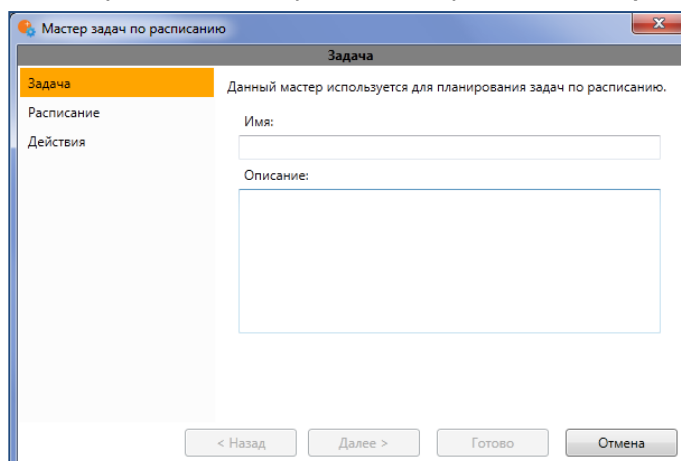 Мастер задач по расписанию
Задача
Задача
Данный мастер используется для планирования задач по расписанию.
Расписание
Имя:
Действия
Описание:
< Назад
Далее >
Готово
Отмена